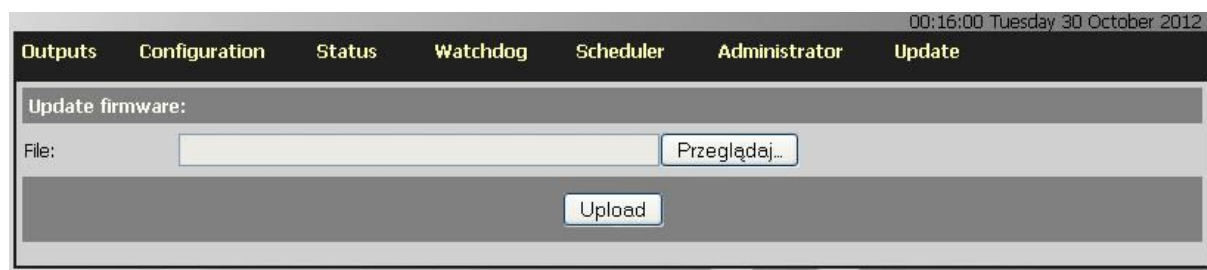 00:16:00 Tuesday 30 October 2012
Outputs Configuration Status Watchdog Scheduler Administrator Update
Update firmware:
File: Przeglądaj...
Upload